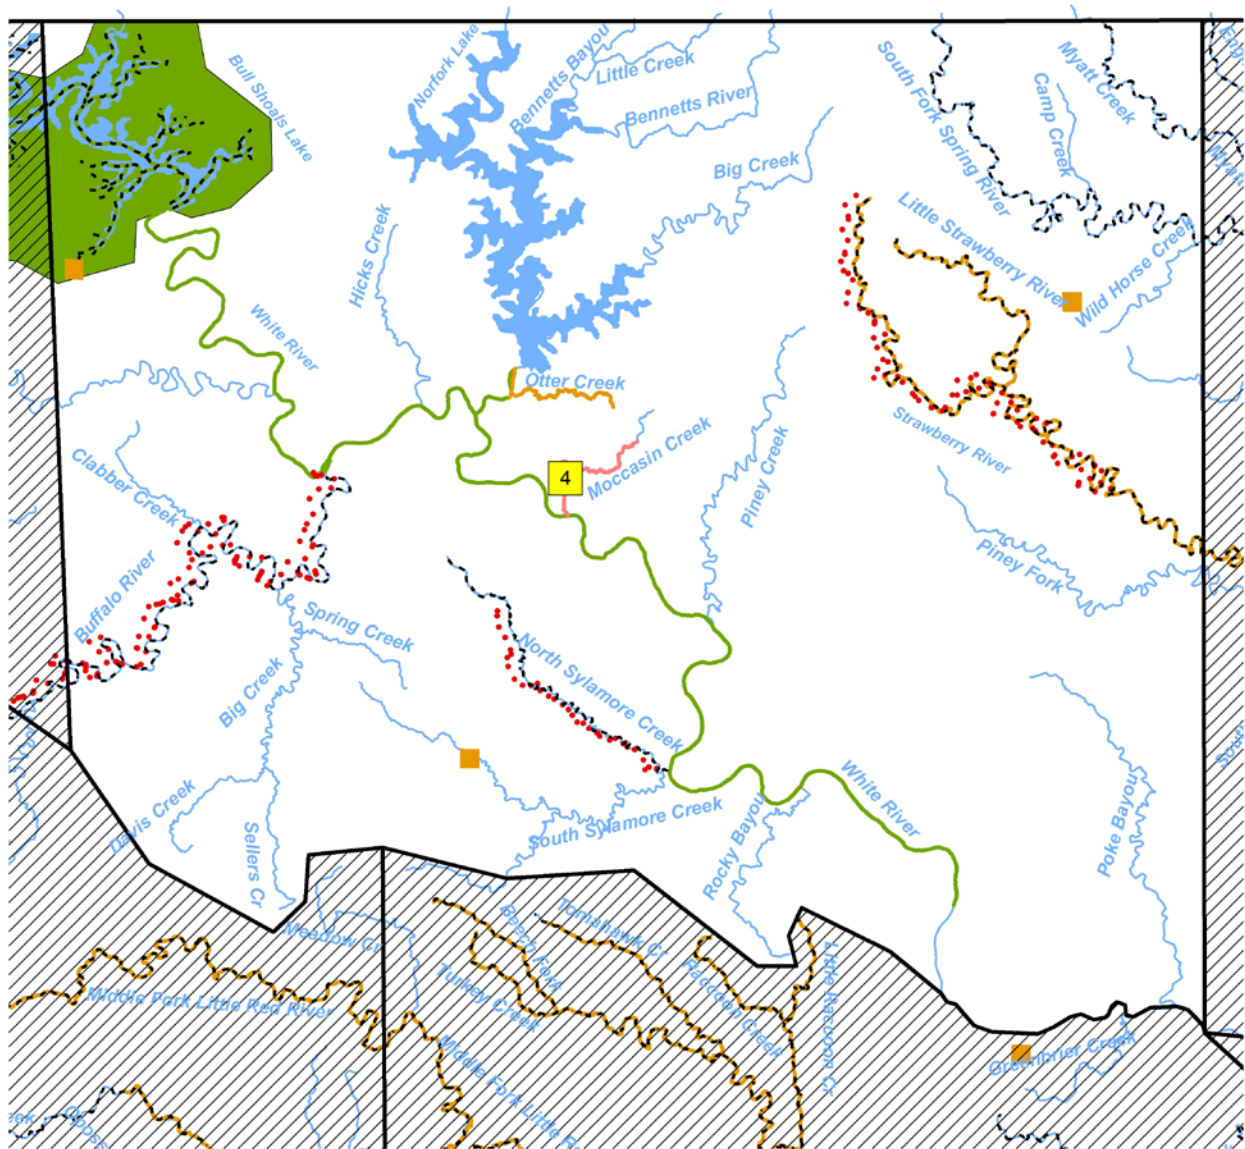 Norfork Lake
Bennetts Bayou
Little Creek
Bull Shoals Lake
South Fork Spring River
Myatt Creek
Camp Creek
Bennetts River
Big Creek
Little Strawberry River
Wild Horse Creek
Hicks Creek
White River
Otter Creek
Strawberry River
Moccasin Creek
4
Piney Creek
Clabber Creek
Piney Fork
Buffalo River
Spring Creek
North Sylamore Creek
Big Creek
White River
Poke Bayou
Davis Creek
Sellers Cr
South Sylamore Creek
Rocky Bayou
Meadow Cr
Beech Fork
Tomahawk Cr
Raccoon Creek
Little Raccoon Cr
Turkey Creek
Middle Fork Little Red River
Middle Fork Little R
Greenbrier Creek